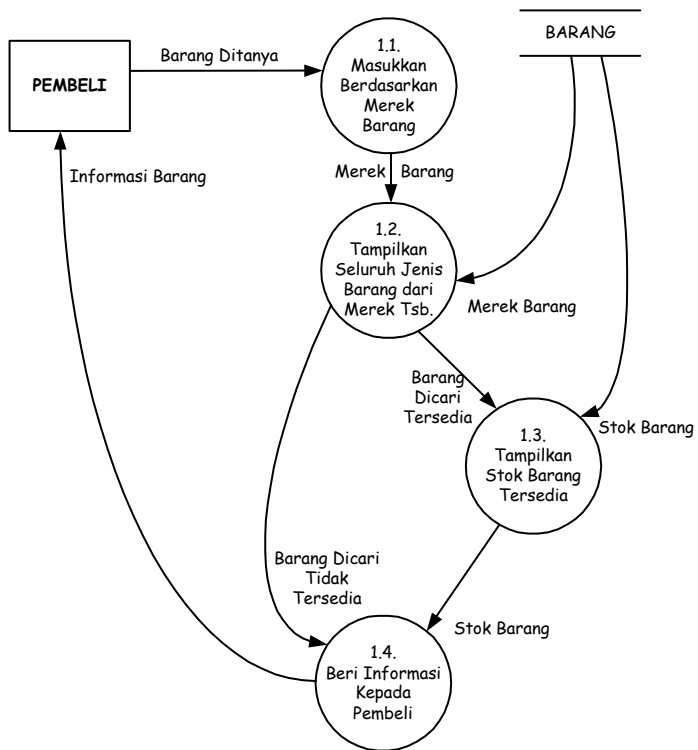 BARANG
Barang Ditanya
PEMBELI
1.1.
Masukkan
Berdasarkan
Merek
Barang
Informasi Barang
Merek Barang
1.2.
Tampilkan
Seluruh Jenis
Barang dari
Merek Tsb.
Merek Barang
Barang
Dicari
Tersedia
Stok Barang
1.3.
Tampilkan
Stok Barang
Tersedia
Barang Dicari
Tidak
Tersedia
Stok Barang
1.4.
Beri Informasi
Kepada
Pembeli